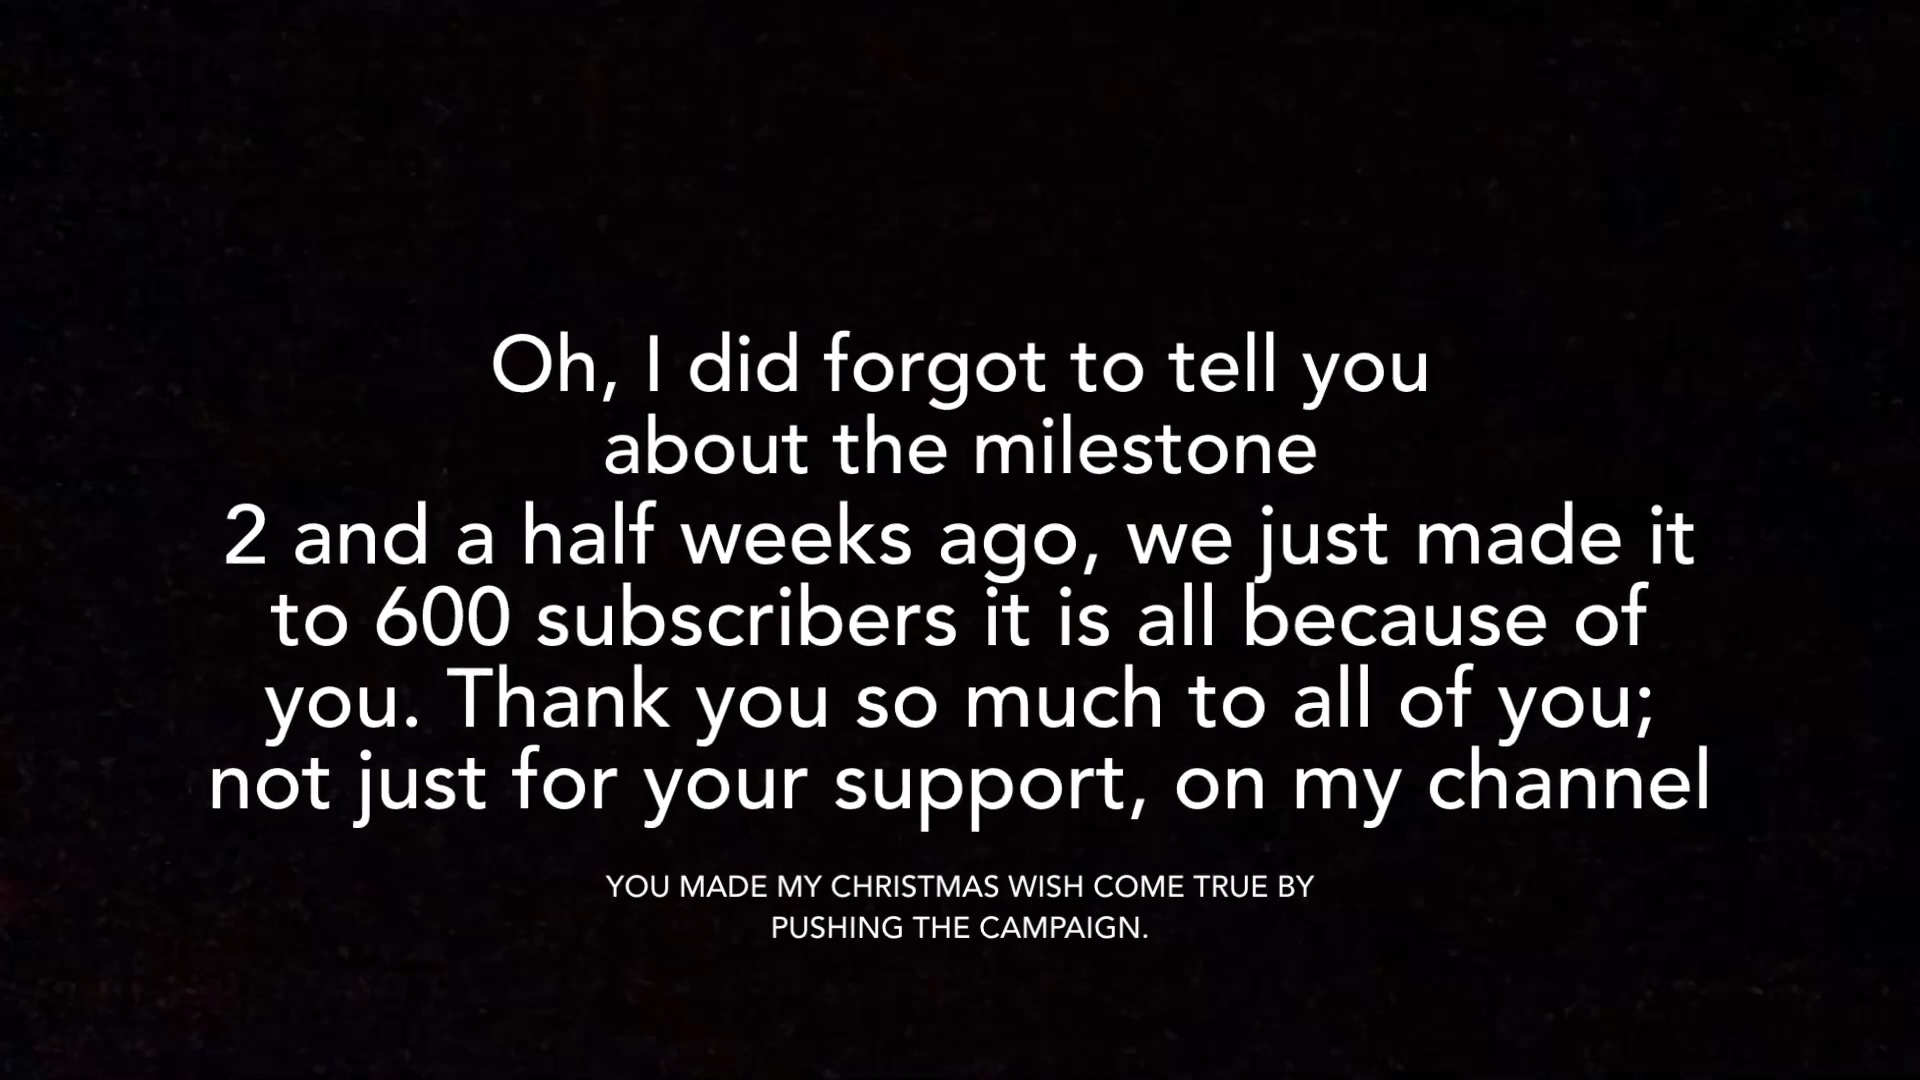 Oh, I did forgot to tell you
about the milestone
2 and a half weeks ago, we just made it
to 600 subscribers it is all because of
you. Thank you so much to all of you;
not just for your support, on my channel
YOU MADE MY CHRISTMAS WISH COME TRUE BY
PUSHING THE CAMPAIGN.